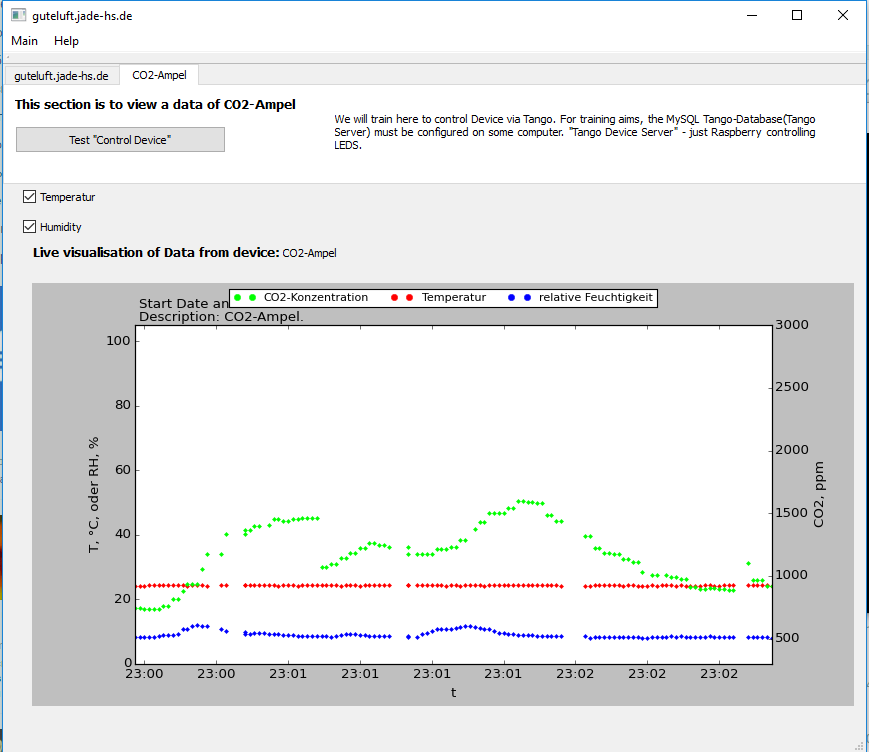 guteluft.jade-hs.de
Main Help
guteluft.jade-hs.de CO2-Ampel
This section is to view a data of CO2-Ampel
Test "Control Device"
We will train here to control Device via Tango. For training aims, the MySQL Tango-Database(Tango
Server) must be configured on some computer. "Tango Device Server" - just Raspberry controlling
LEDS.
Temperatur
Humidity
Live visualisation of Data from device: CO2-Ampel
CO2-Konzentration Temperatur relative Feuchtigkeit
Start Date an
Description: CO2-Ampel.
100
80
60
40
20
0
T, °C, oder RH, %
3000
2500
2000
1500
1000
500
CO2, ppm
23:00 23:00 23:01 23:01 23:01 23:01 23:02 23:02 23:02
t